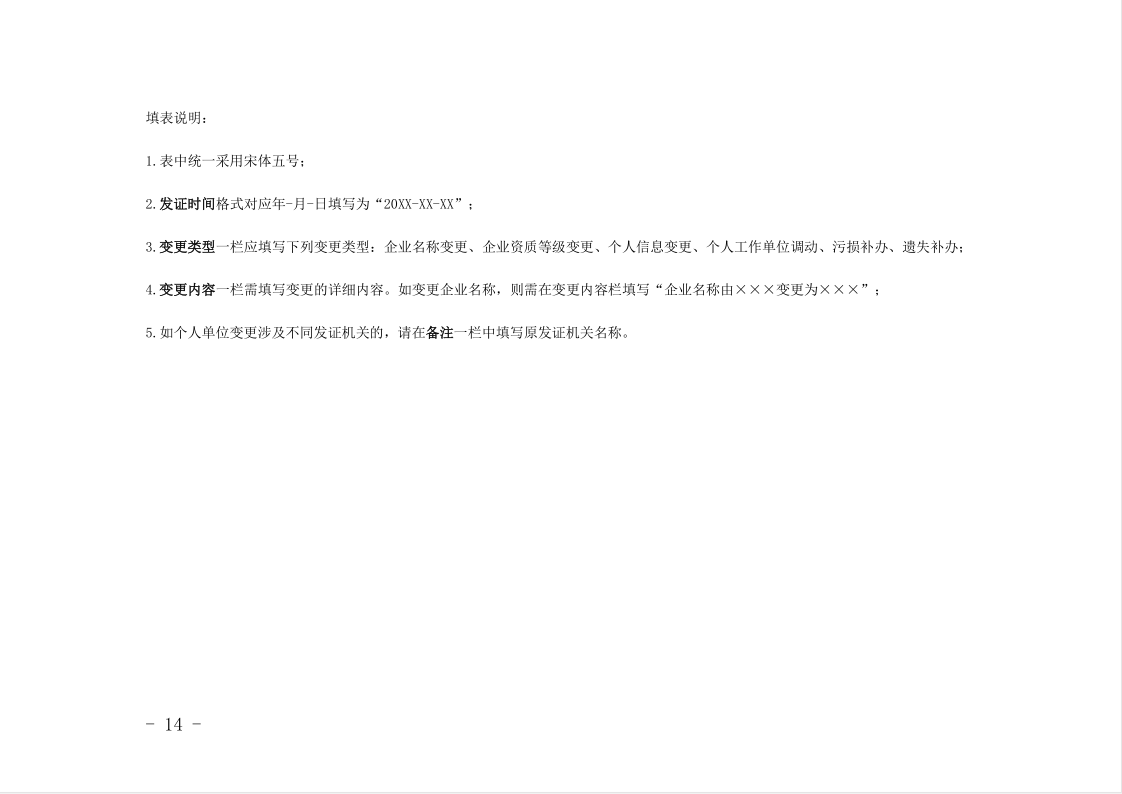 填表说明：
1.表中统一采用宋体五号；
2.发证时间格式对应年-月-日填写为“20XX-XX-XX”；
3.变更类型一栏应填写下列变更类型：企业名称变更、企业资质等级变更、个人信息变更、个人工作单位调动、污损补办、遗失补办；
4.变更内容一栏需填写变更的详细内容。如变更企业名称，则需在变更内容栏填写“企业名称由×××变更为×××”；
5.如个人单位变更涉及不同发证机关的，请在备注一栏中填写原发证机关名称。
- 14 -